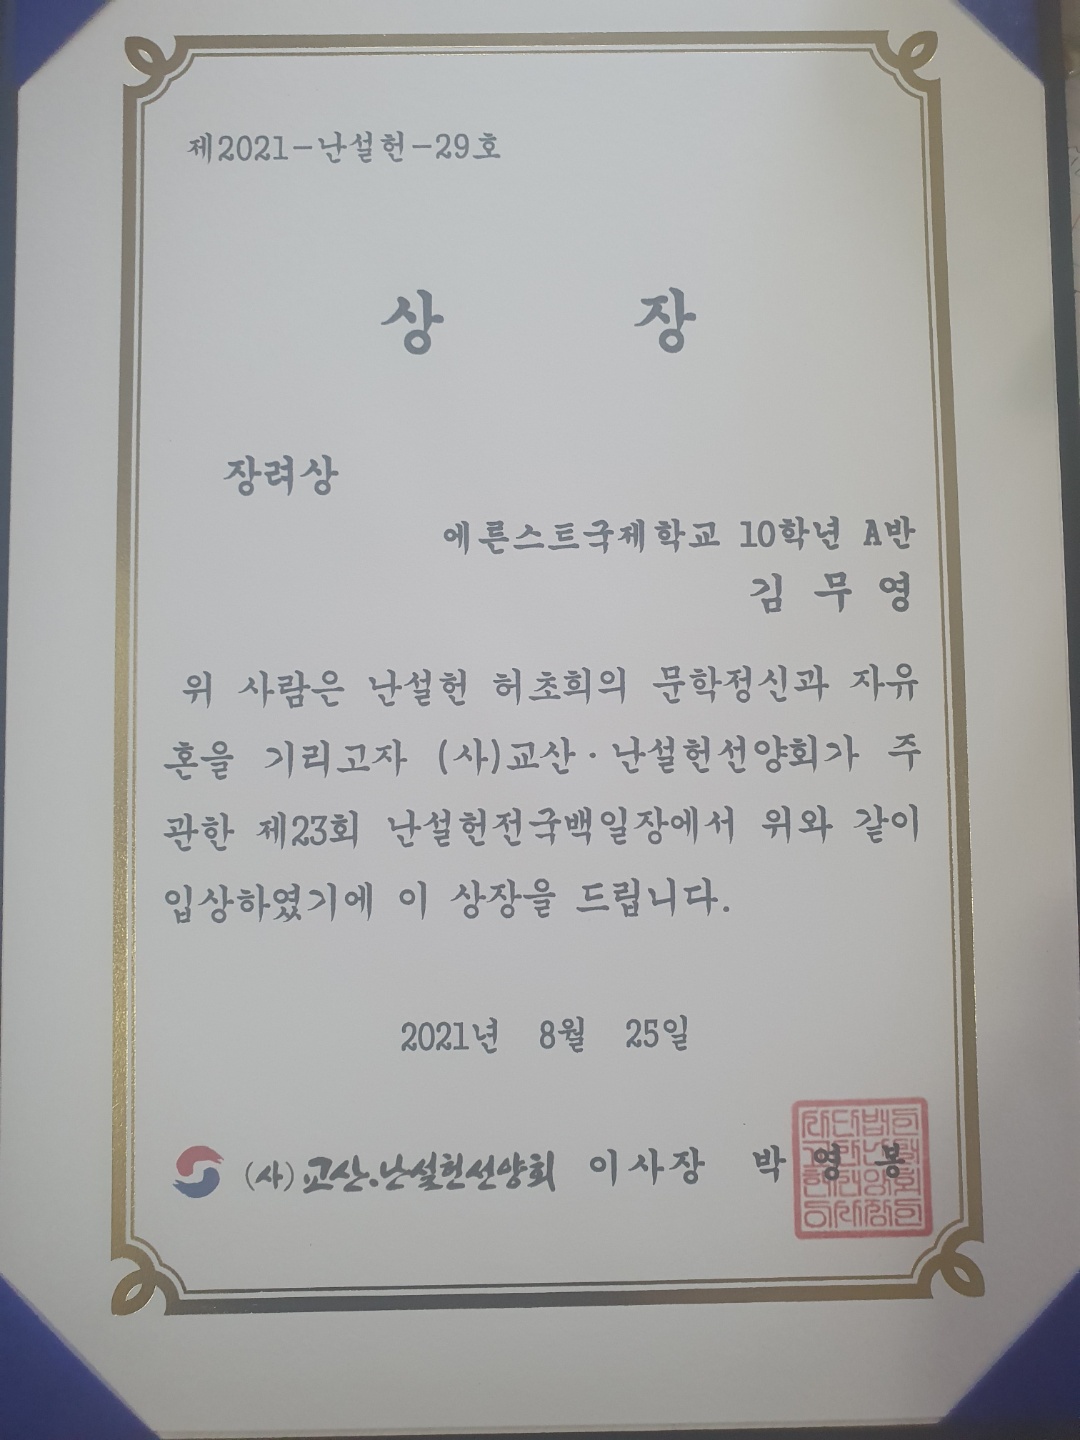 제2021-난설헌-29호
상 장
장려상
에른스트국제학교 10학년 A반
김 무 영
위 사람은 난설헌 허초희의 문학정신과 자유
혼을 기리고자 (사)교산·난설헌선양회가 주
관한 제23회 난설헌전국백일장에서 위와 같이
입상하였기에 이 상장을 드립니다.
2021년 8월 25일
(사)교산·난설헌선양회 이사장 박 영 봉